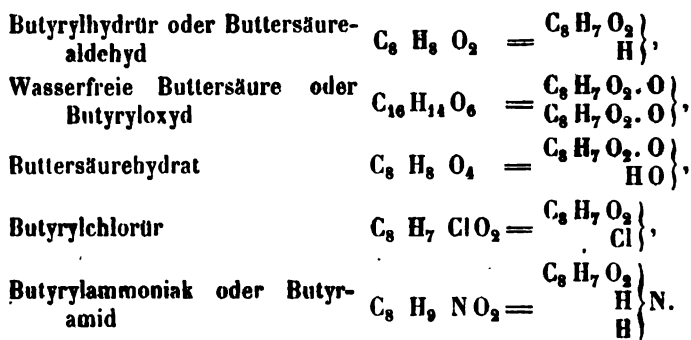 Butyrylhydrür oder Buttersäure- C₈ H₇ O₂
aldehyd C₈ H₈ O₂ = H},
Wasserfreie Buttersäure oder C₈ H₇ O₂. O
Butyryloxyd C₁₆ H₁₄ O₆ = C₈ H₇ O₂. O},
Buttersäurehydrat C₈ H₈ O₄ = C₈ H₇ O₂. O
H O},
Butyrylchlorür C₈ H₇ Cl O₂ = C₈ H₇ O₂
Cl},
C₈ H₇ O₂
Butyrylammoniak oder Butyr- H
amid C₈ H₉ N O₂ = H} N.